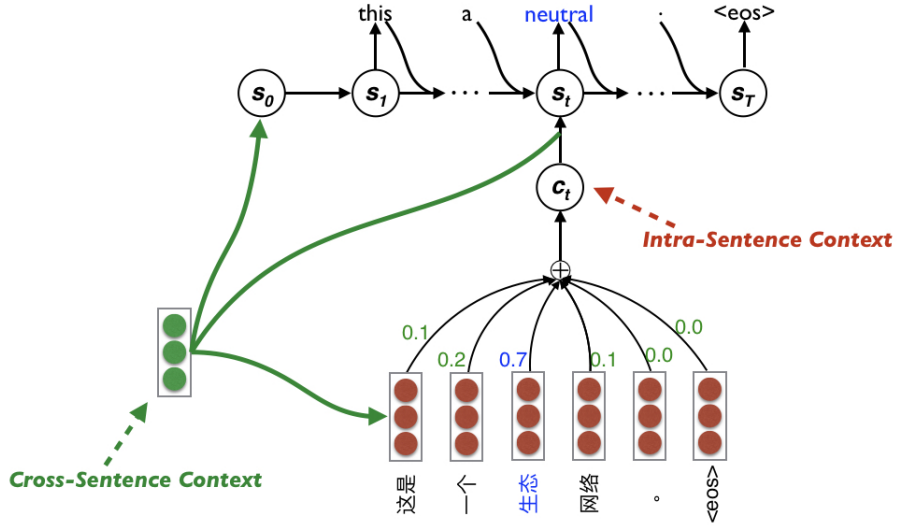 this a neutral . <eos>
s0 s1 ... st ... sT
ct
Intra-Sentence Context
0.1 0.2 0.7 0.1 0.0 0.0
Cross-Sentence Context
这是 一个 生态 网络 。 <eos>